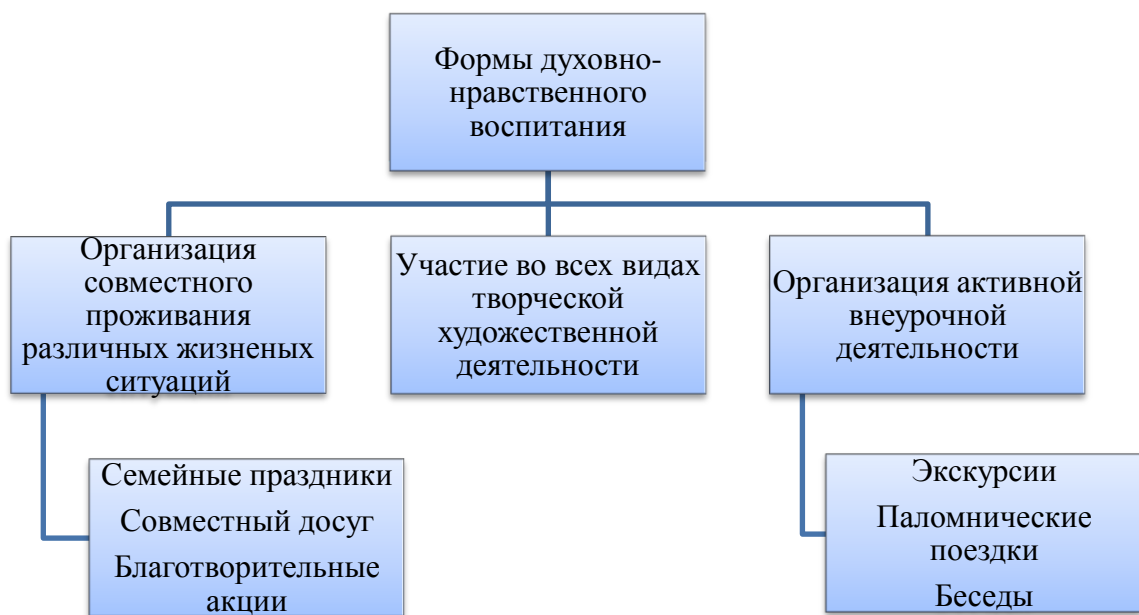 Формы духовно-
нравственного
воспитания
Организация
совместного
проживания
различных жизненых
ситуаций
Участие во всех видах
творческой
художественной
деятельности
Организация активной
внеурочной
деятельности
Семейные праздники
Совместный досуг
Благотворительные
акции
Экскурсии
Паломнические
поездки
Беседы